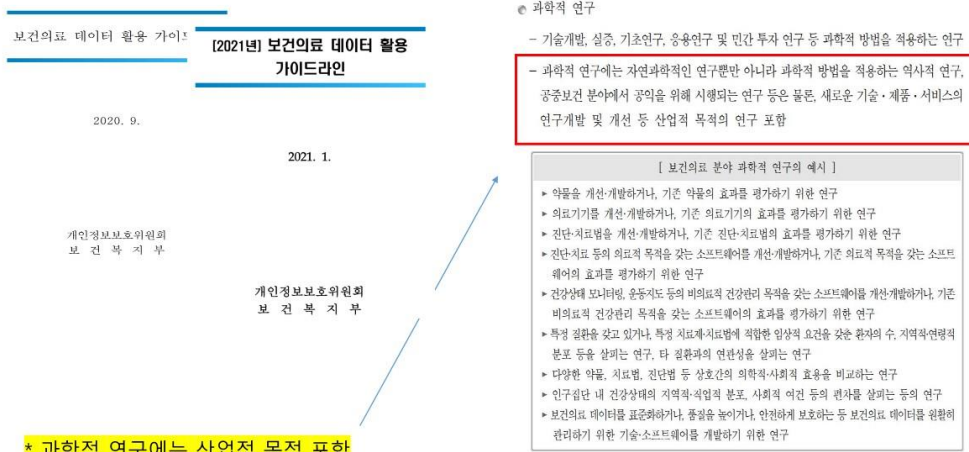 보건의료 데이터 활용
2020. 9.
개인정보보호위원회
보 건 복 지 부
[2021년] 보건의료 데이터 활용
가이드라인
2021. 1.
개인정보보호위원회
보 건 복 지 부
* 과학적 연구에는 산업적 목적 포함
과학적 연구
- 기술개발, 실증, 기초연구, 응용연구 및 민간 투자 연구 등 과학적 방법을 적용하는 연구
- 과학적 연구에는 자연과학적인 연구뿐만 아니라 과학적 방법을 적용하는 역사적 연구,
공중보건 분야에서 공익을 위해 시행되는 연구 등은 물론, 새로운 기술・제품・서비스의
연구개발 및 개선 등 산업적 목적의 연구 포함
[ 보건의료 분야 과학적 연구의 예시 ]
▸ 약물을 개선·개발하거나, 기존 약물의 효과를 평가하기 위한 연구
▸ 의료기기를 개선·개발하거나, 기존 의료기기의 효과를 평가하기 위한 연구
▸ 진단·치료법을 개선·개발하거나, 기존 진단·치료법의 효과를 평가하기 위한 연구
▸ 진단·치료 등의 의료적 목적을 갖는 소프트웨어를 개선·개발하거나, 기존 의료적 목적을 갖는 소프트
웨어의 효과를 평가하기 위한 연구
▸ 건강상태 모니터링, 운동지도 등의 비의료적 건강관리 목적을 갖는 소프트웨어를 개선·개발하거나, 기존
비의료적 건강관리 목적을 갖는 소프트웨어의 효과를 평가하기 위한 연구
▸ 특정 질환을 갖고 있거나, 특정 치료제·치료법에 적합한 임상적 요건을 갖춘 환자의 수, 지역적·연령적
분포 등을 살피는 연구, 타 질환과의 연관성을 살피는 연구
▸ 다양한 약물, 치료법, 진단법 등 상호간의 의학적·사회적 효용을 비교하는 연구
▸ 인구집단 내 건강상태의 지역적·직업적 분포, 사회적 여건 등의 편차를 살피는 등의 연구
▸ 보건의료 데이터를 표준화하거나, 품질을 높이거나, 안전하게 보호하는 등 보건의료 데이터를 원활히
관리하기 위한 기술·소프트웨어를 개발하기 위한 연구